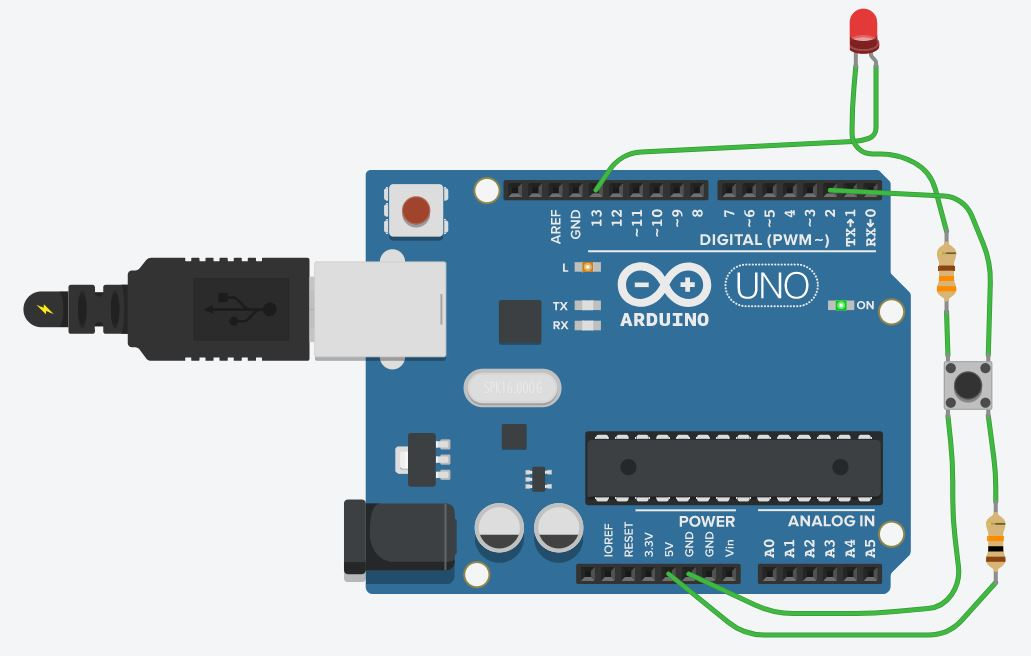 AREF
GND
13
12
~11
~10
~9
8
7
~6
~5
4
~3
2
TX→1
RX←0
DIGITAL (PWM~)
L
TX
RX
UNO
ARDUINO
ON
SPK16.000G
POWER
ANALOG IN
IOREF
RESET
3.3V
5V
GND
GND
Vin
A0
A1
A2
A3
A4
A5